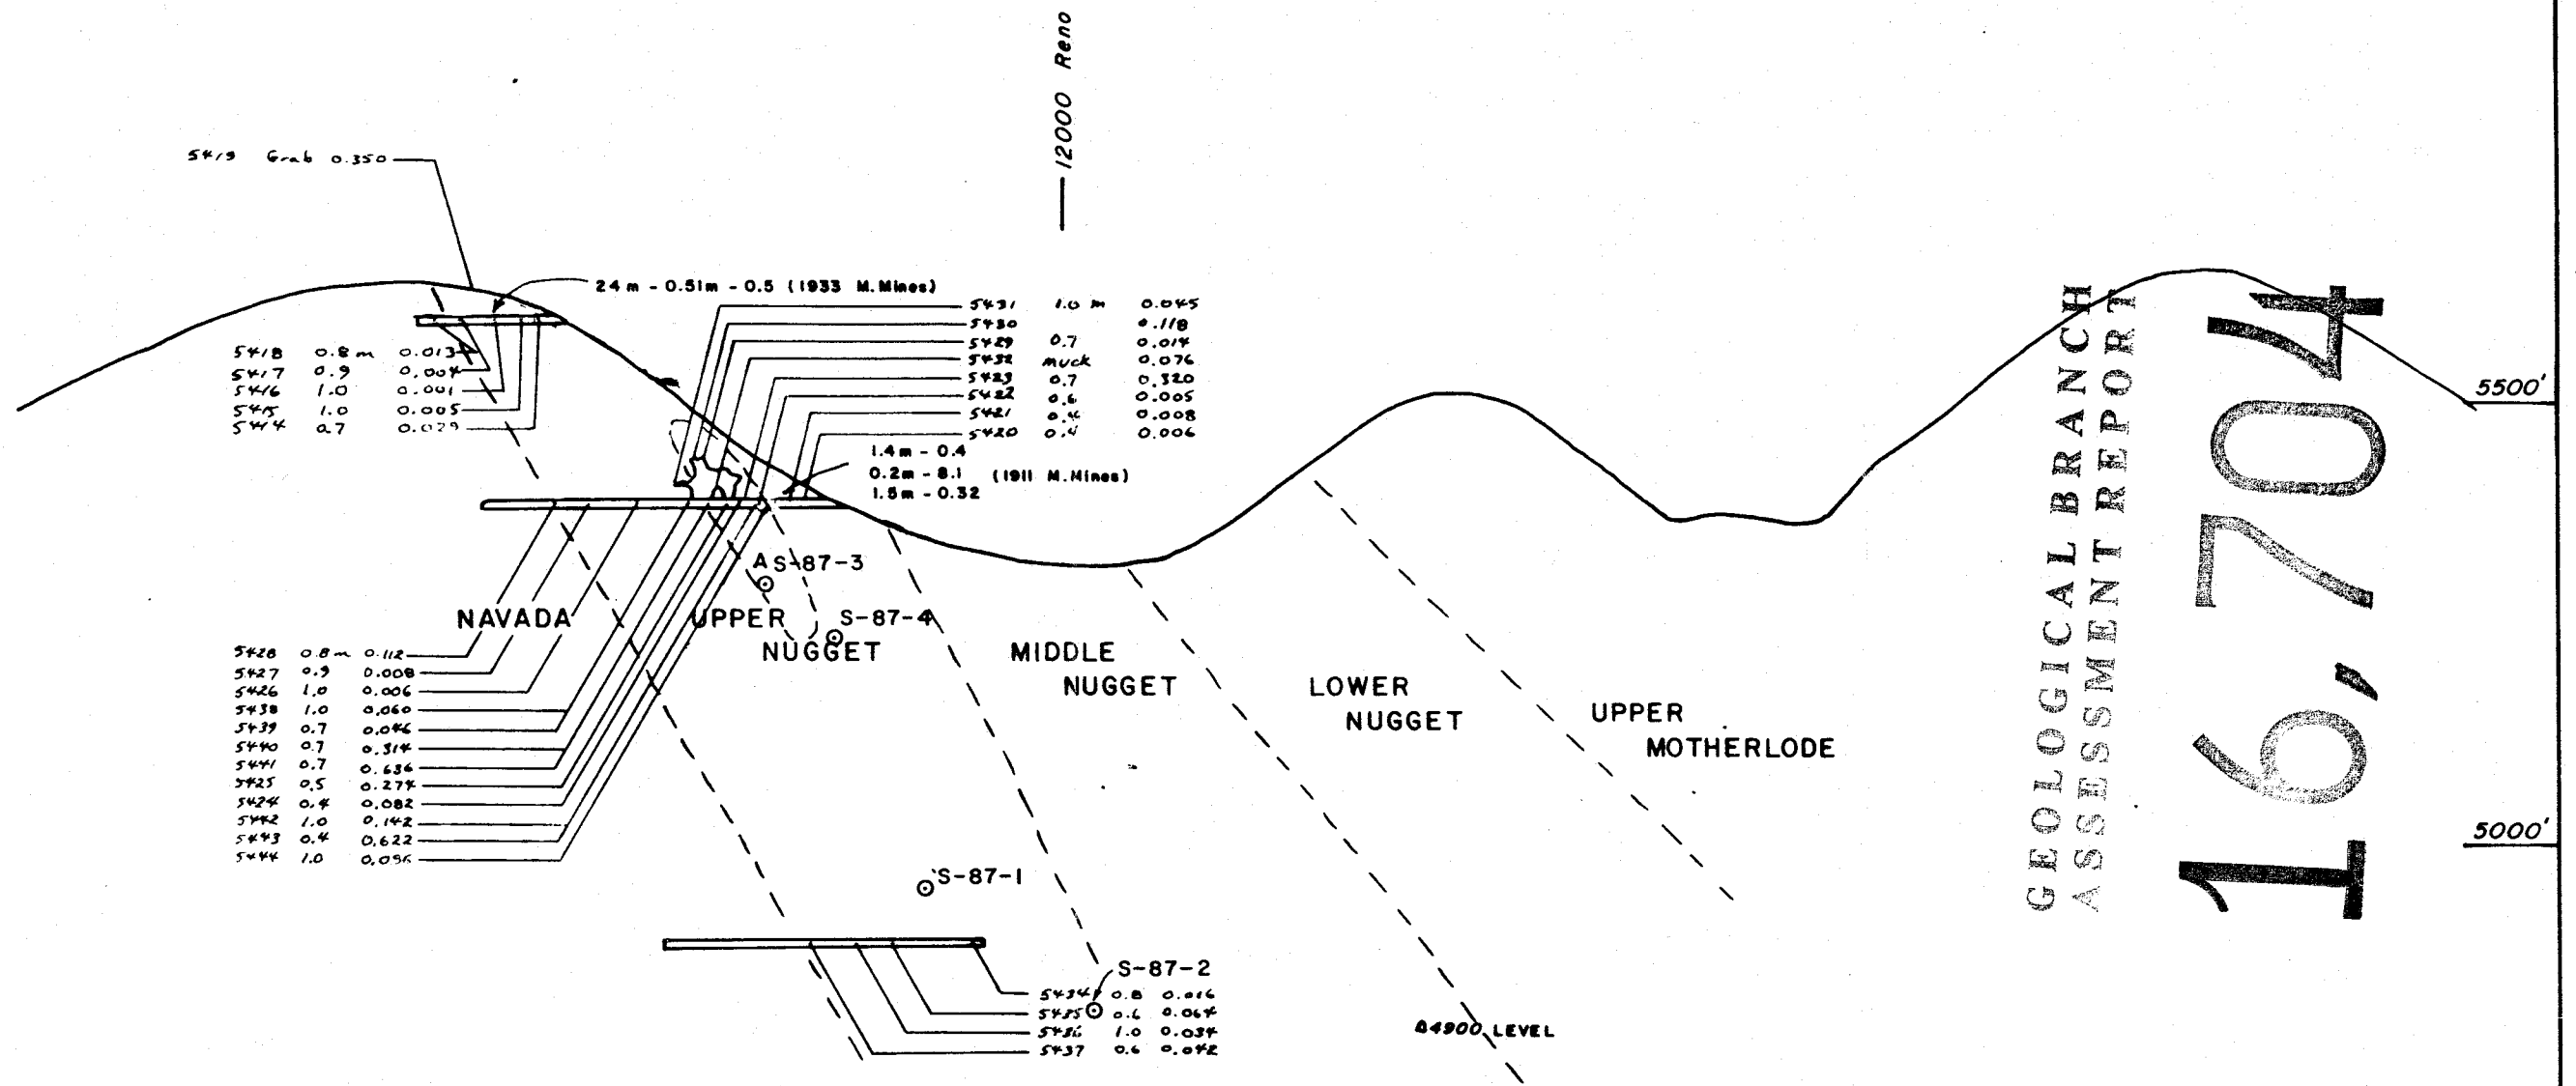 12000 Reno
5419 Grab 0.350
24m - 0.51m - 0.5 (1933 M.Mines)
5431 1.0 m 0.045
5430 0.118
5429 0.7 0.014
5432 muck 0.076
5423 0.7 0.320
5422 0.6 0.005
5421 0.4 0.008
5420 0.4 0.006
5418 0.8 m 0.013
5417 0.9 0.004
5416 1.0 0.001
5415 1.0 0.005
5414 0.7 0.029
1.4m - 0.4
0.2m - 8.1 (1911 M.Mines)
1.5m - 0.32
5500'
A S-87-3
NAVADA
UPPER
NUGGET
S-87-4
MIDDLE
NUGGET
LOWER
NUGGET
UPPER
MOTHERLODE
5428 0.8 m 0.112
5427 0.9 0.008
5426 1.0 0.006
5438 1.0 0.060
5439 0.7 0.046
5440 0.7 0.314
5441 0.7 0.636
5425 0.5 0.274
5424 0.4 0.082
5442 1.0 0.142
5443 0.4 0.622
5444 1.0 0.096
5000'
S-87-1
S-87-2
5434 0.8 0.016
5435 0.6 0.064
5436 1.0 0.034
5437 0.6 0.042
4900 LEVEL
GEOLOGICAL BRANCH
ASSESSMENT REPORT
16,704